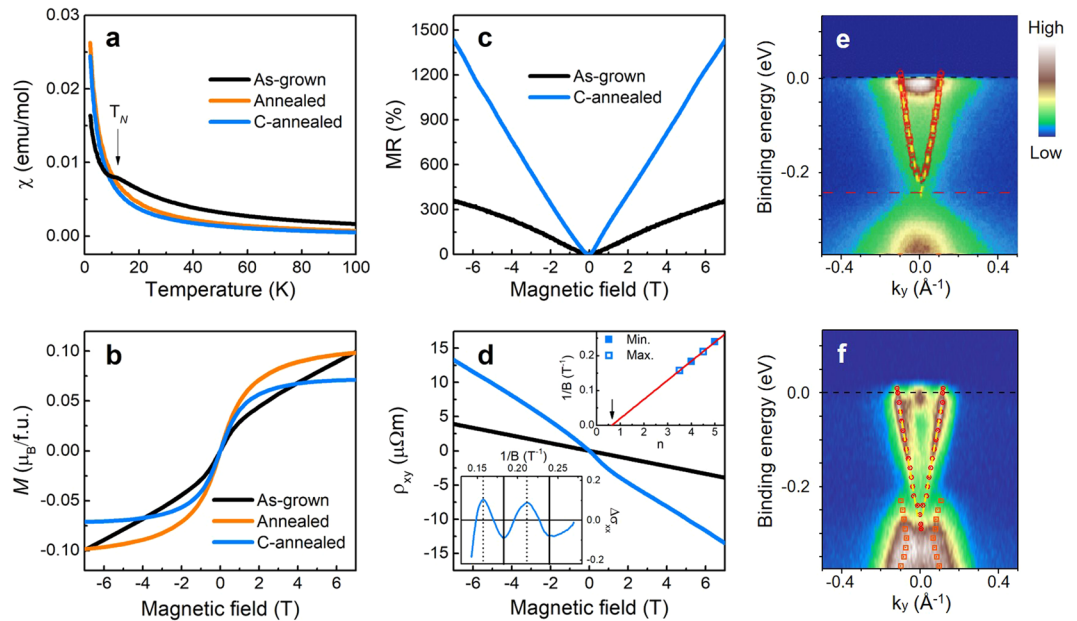 a
0.03
0.02
0.01
0.00
χ (emu/mol)
As-grown
Annealed
C-annealed
T_N
0 20 40 60 80 100
Temperature (K)
b
0.10
0.05
0.00
-0.05
-0.10
M (μ_B/f.u.)
As-grown
Annealed
C-annealed
-6 -4 -2 0 2 4 6
Magnetic field (T)
c
1500
1200
900
600
300
0
MR (%)
As-grown
C-annealed
-6 -4 -2 0 2 4 6
Magnetic field (T)
d
15
10
5
0
-5
-10
-15
ρ_xy (μΩm)
Min.
Max.
0.2
0.1
0.0
1/B (T⁻¹)
0 1 2 3 4 5
n
1/B (T⁻¹)
0.15 0.20 0.25
0.2
0.0
-0.2
Δσ_xx
-6 -4 -2 0 2 4 6
Magnetic field (T)
e
0.0
-0.2
Binding energy (eV)
-0.4 0.0 0.4
k_y (Å⁻¹)
High
Low
f
0.0
-0.2
Binding energy (eV)
-0.4 0.0 0.4
k_y (Å⁻¹)